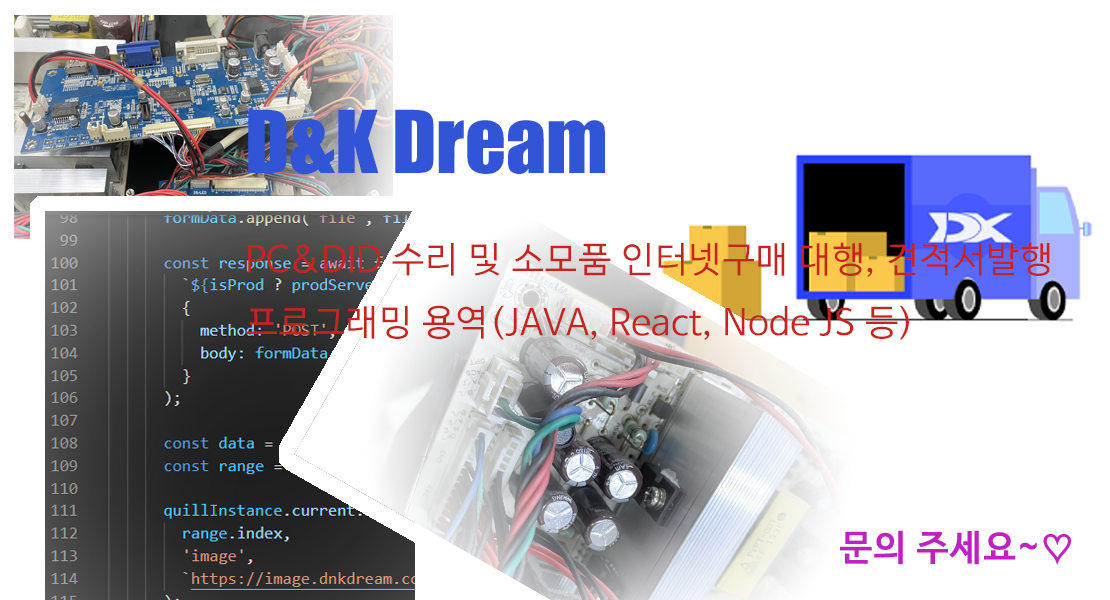 D&K Dream
PC&DID 수리 및 소모품 인터넷구매 대행, 견적서발행
프로그래밍 용역(JAVA, React, Node JS 등)
DX
98 formData.append('file', fil
99
100 const response = await f
101 `${isProd ? prodServe
102 {
103 method: 'POST',
104 body: formData
105 }
106 );
107
108 const data =
109 const range =
110
111 quillInstance.current.
112 range.index,
113 'image',
114 `https://image.dnkdream.co
115 );
문의 주세요~♡